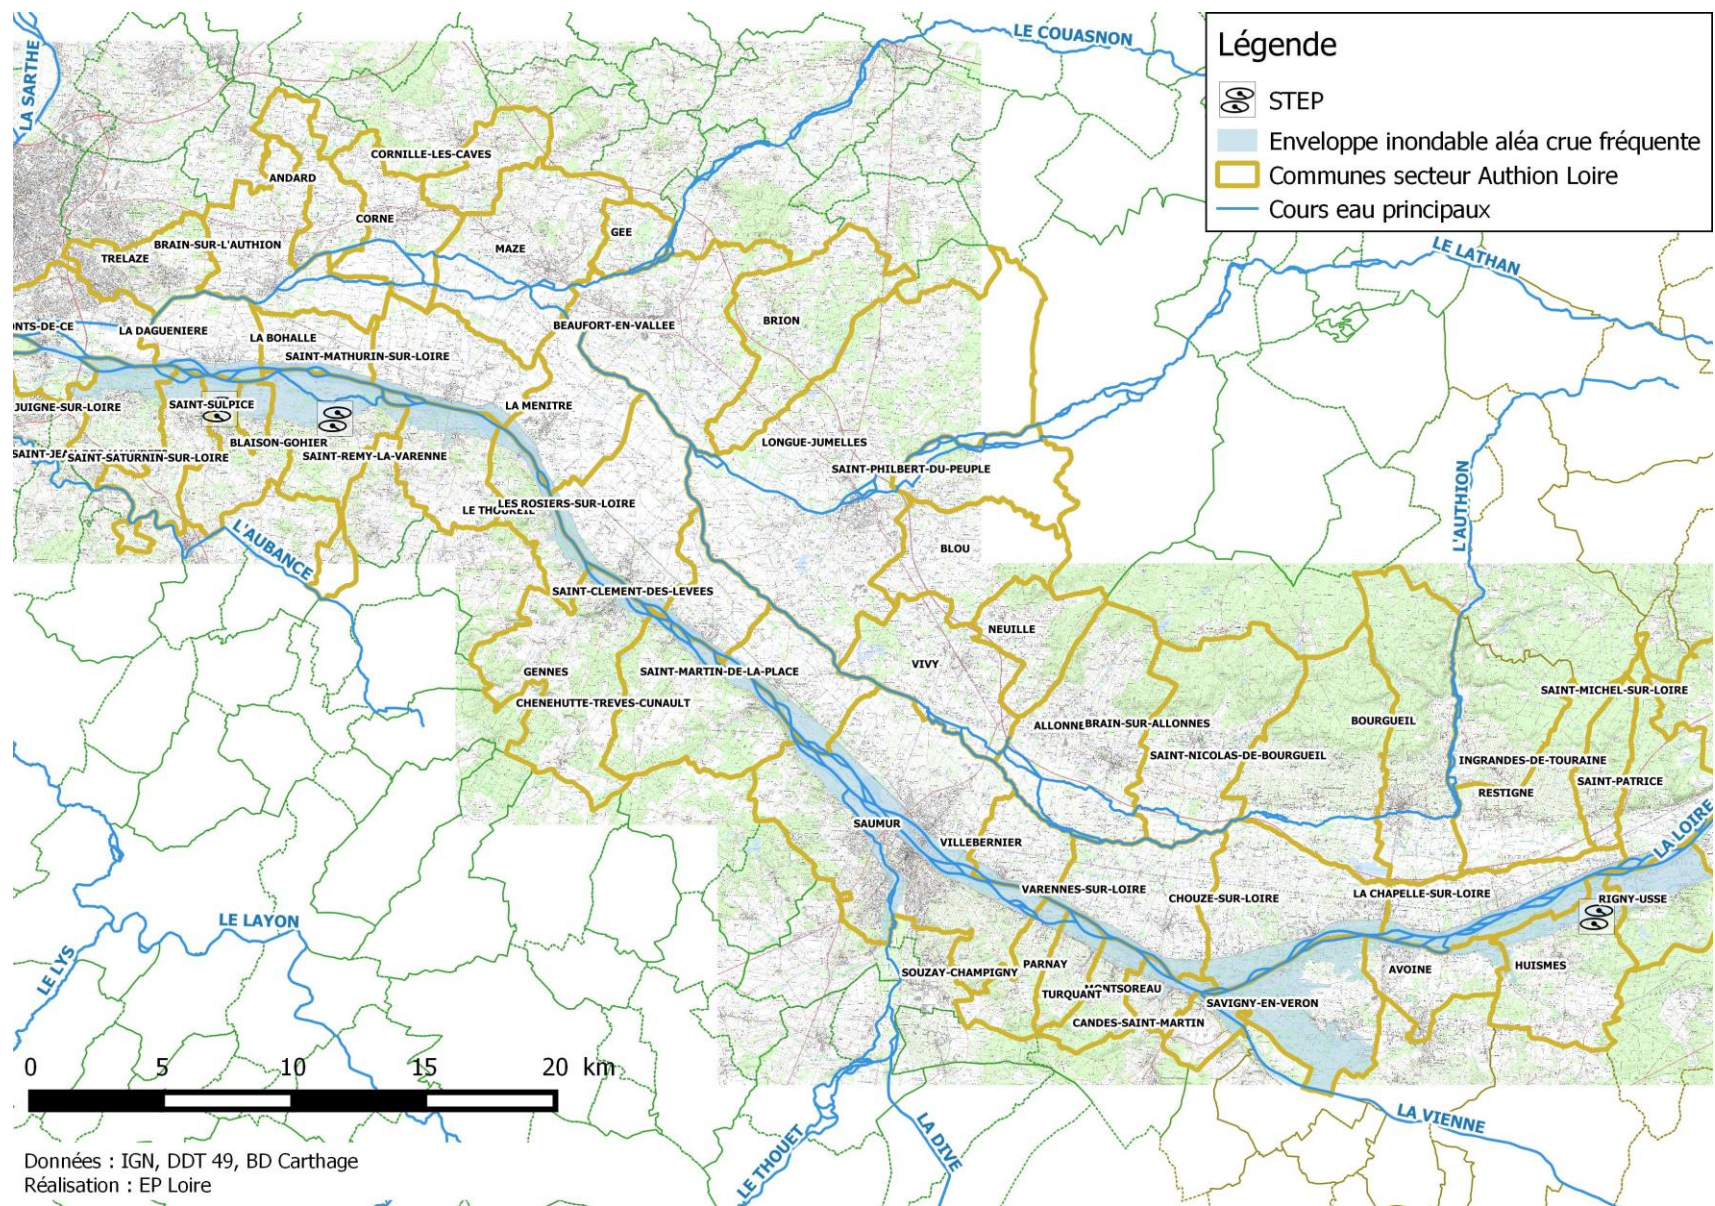 LE COUASNON
LA SARTHE
Légende
STEP
Enveloppe inondable aléa crue fréquente
Communes secteur Authion Loire
Cours eau principaux
CORNILLE-LES-CAVES
ANDARD
CORNE
GEE
BRAIN-SUR-L'AUTHION
MAZE
TRELAZE
LE LATHAN
ONTS-DE-CE
LA DAGUENIERE
LA BOHALLE
BEAUFORT-EN-VALLEE
BRION
SAINT-MATHURIN-SUR-LOIRE
JUIGNE-SUR-LOIRE
SAINT-SULPICE
LA MENITRE
BLAISON-GOHIER
LONGUE-JUMELLES
SAINT-SATURNIN-SUR-LOIRE
SAINT-REMY-LA-VARENNE
SAINT-PHILBERT-DU-PEUPLE
LES ROSIERS-SUR-LOIRE
L'AUTHION
L'AUBANCE
BLOU
SAINT-CLEMENT-DES-LEVEES
NEUILLE
VIVY
GENNES
SAINT-MARTIN-DE-LA-PLACE
SAINT-MICHEL-SUR-LOIRE
CHENEHUTTE-TREVES-CUNAULT
ALLONNE
BRAIN-SUR-ALLONNES
BOURGUEIL
SAINT-NICOLAS-DE-BOURGUEIL
INGRANDES-DE-TOURAINE
SAINT-PATRICE
RESTIGNE
SAUMUR
LA LOIRE
VILLEBERNIER
VARENNES-SUR-LOIRE
CHOUZE-SUR-LOIRE
LA CHAPELLE-SUR-LOIRE
RIGNY-USSE
LE LAYON
LE LYS
SOUZAY-CHAMPIGNY
PARNAY
AVOINE
HUISMES
TURQUANT
MONTSOREAU
SAVIGNY-EN-VERON
CANDES-SAINT-MARTIN
0 5 10 15 20 km
LA VIENNE
LE THOUET
LA DIVE
Données : IGN, DDT 49, BD Carthage
Réalisation : EP Loire